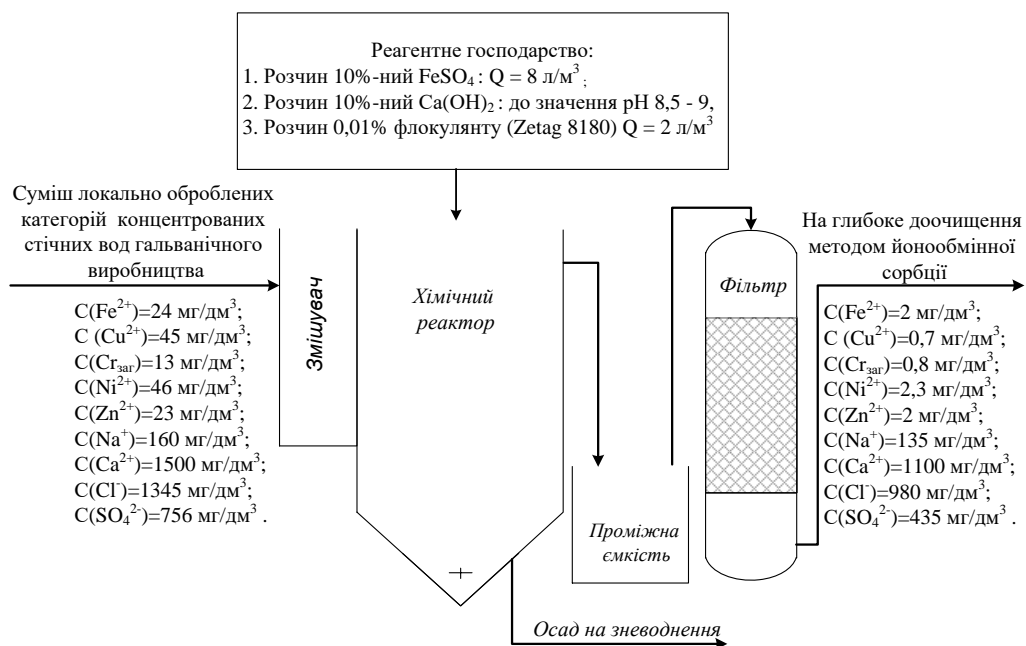 Реагентне господарство:
1. Розчин 10%-ний FeSO₄ : Q = 8 л/м³ ;
2. Розчин 10%-ний Ca(OH)₂ : до значення pH 8,5 - 9,
3. Розчин 0,01% флокулянту (Zetag 8180) Q = 2 л/м³
Суміш локально оброблених
категорій концентрованих
стічних вод гальванічного
виробництва
C(Fe²⁺)=24 мг/дм³;
C (Cu²⁺)=45 мг/дм³;
C(Crзаг)=13 мг/дм³;
C(Ni²⁺)=46 мг/дм³;
C(Zn²⁺)=23 мг/дм³;
C(Na⁺)=160 мг/дм³;
C(Ca²⁺)=1500 мг/дм³;
C(Cl⁻)=1345 мг/дм³;
C(SO₄²⁻)=756 мг/дм³ .
Змішувач
Хімічний
реактор
Проміжна
ємкість
Фільтр
На глибоке доочищення
методом йонообмінної
сорбції
C(Fe²⁺)=2 мг/дм³;
C (Cu²⁺)=0,7 мг/дм³;
C(Crзаг)=0,8 мг/дм³;
C(Ni²⁺)=2,3 мг/дм³;
C(Zn²⁺)=2 мг/дм³;
C(Na⁺)=135 мг/дм³;
C(Ca²⁺)=1100 мг/дм³;
C(Cl⁻)=980 мг/дм³;
C(SO₄²⁻)=435 мг/дм³ .
Осад на зневоднення